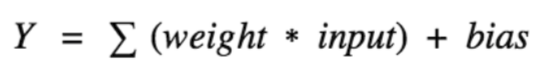 Y = ∑ (weight * input) + bias